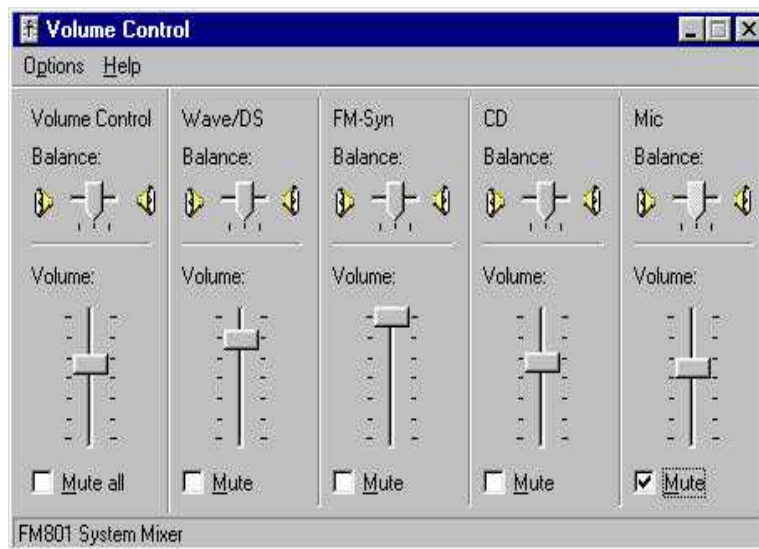 Volume Control
Options Help
Volume Control Wave/DS FM-Syn CD Mic
Balance: Balance: Balance: Balance: Balance:
Volume: Volume: Volume: Volume: Volume:
Mute all Mute Mute Mute Mute
FM801 System Mixer